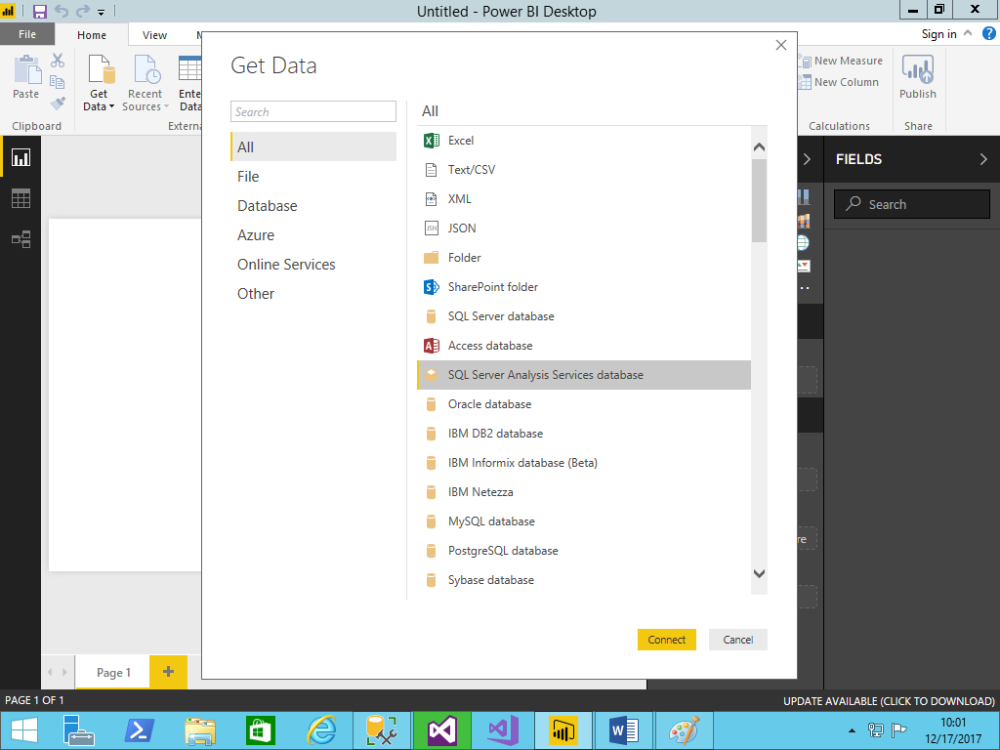 Untitled - Power BI Desktop
File
Home
View
Sign in
Paste
Clipboard
Get
Data
Recent
Sources
Ente
Data
Externa
New Measure
New Column
Calculations
Publish
Share
Get Data
Search
All
File
Database
Azure
Online Services
Other
All
Excel
Text/CSV
XML
JSON
Folder
SharePoint folder
SQL Server database
Access database
SQL Server Analysis Services database
Oracle database
IBM DB2 database
IBM Informix database (Beta)
IBM Netezza
MySQL database
PostgreSQL database
Sybase database
Connect
Cancel
FIELDS
Search
re
Page 1
PAGE 1 OF 1
UPDATE AVAILABLE (CLICK TO DOWNLOAD)
10:01
12/17/2017